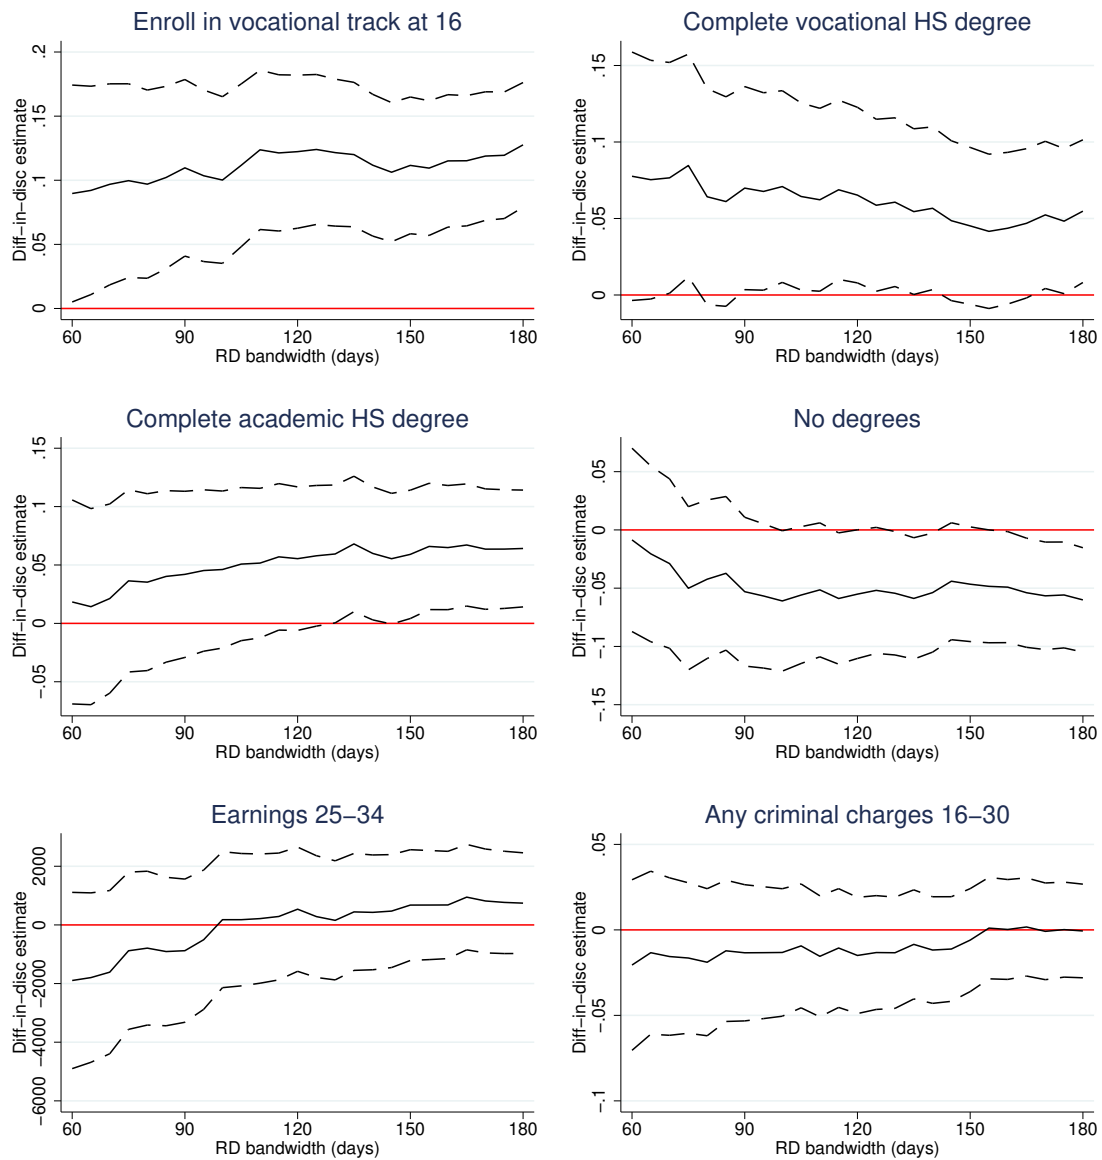 Enroll in vocational track at 16
Diff−in−disc estimate
.2
.15
.1
.05
0
60 90 120 150 180
RD bandwidth (days)
Complete vocational HS degree
Diff−in−disc estimate
.15
.1
.05
0
60 90 120 150 180
RD bandwidth (days)
Complete academic HS degree
Diff−in−disc estimate
.15
.1
.05
0
−.05
60 90 120 150 180
RD bandwidth (days)
No degrees
Diff−in−disc estimate
.05
0
−.05
−.1
−.15
60 90 120 150 180
RD bandwidth (days)
Earnings 25−34
Diff−in−disc estimate
2000
0
−2000
−4000
−6000
60 90 120 150 180
RD bandwidth (days)
Any criminal charges 16−30
Diff−in−disc estimate
.05
0
−.05
−.1
60 90 120 150 180
RD bandwidth (days)